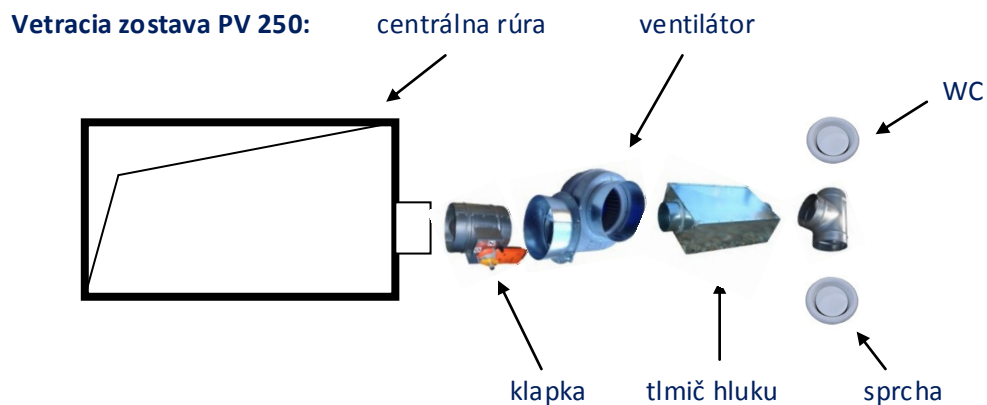 Vetracia zostava PV 250: centrálna rúra ventilátor
WC
klapka tlmič hluku sprcha